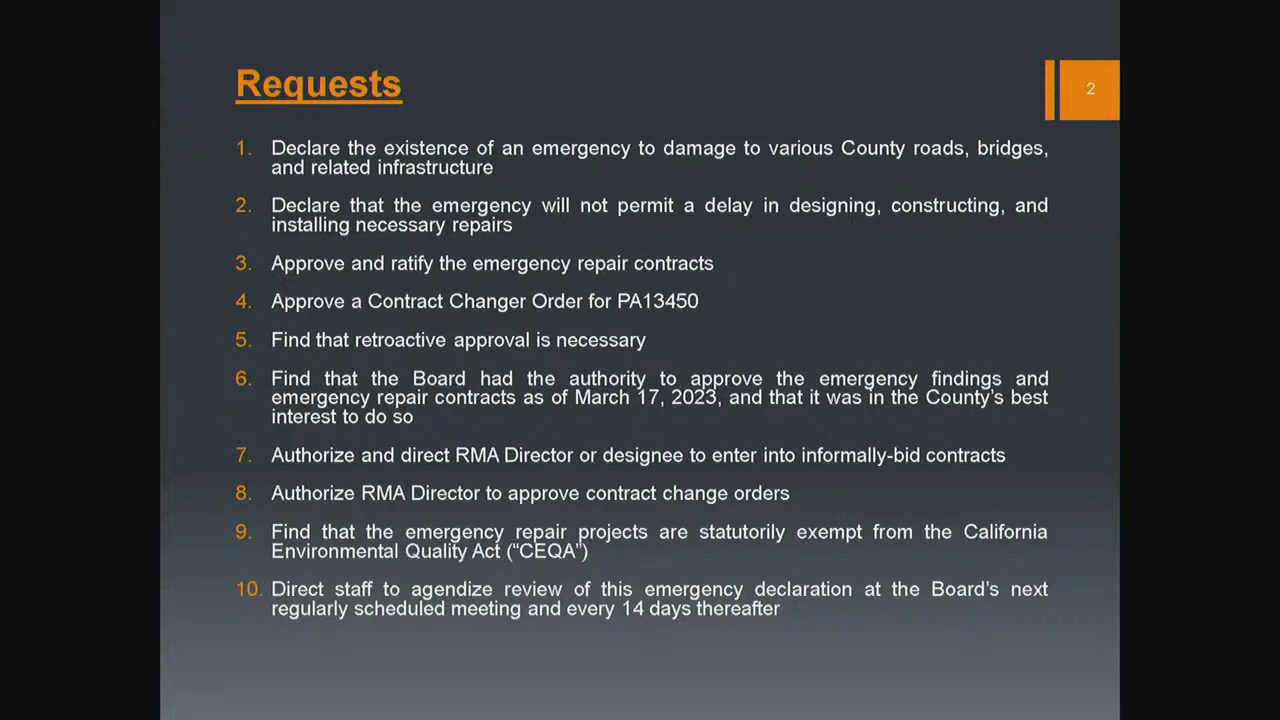 Requests
2
1. Declare the existence of an emergency to damage to various County roads, bridges,
and related infrastructure
2. Declare that the emergency will not permit a delay in designing, constructing, and
installing necessary repairs
3. Approve and ratify the emergency repair contracts
4. Approve a Contract Changer Order for PA13450
5. Find that retroactive approval is necessary
6. Find that the Board had the authority to approve the emergency findings and
emergency repair contracts as of March 17, 2023, and that it was in the County's best
interest to do so
7. Authorize and direct RMA Director or designee to enter into informally-bid contracts
8. Authorize RMA Director to approve contract change orders
9. Find that the emergency repair projects are statutorily exempt from the California
Environmental Quality Act (“CEQA”)
10. Direct staff to agendize review of this emergency declaration at the Board's next
regularly scheduled meeting and every 14 days thereafter